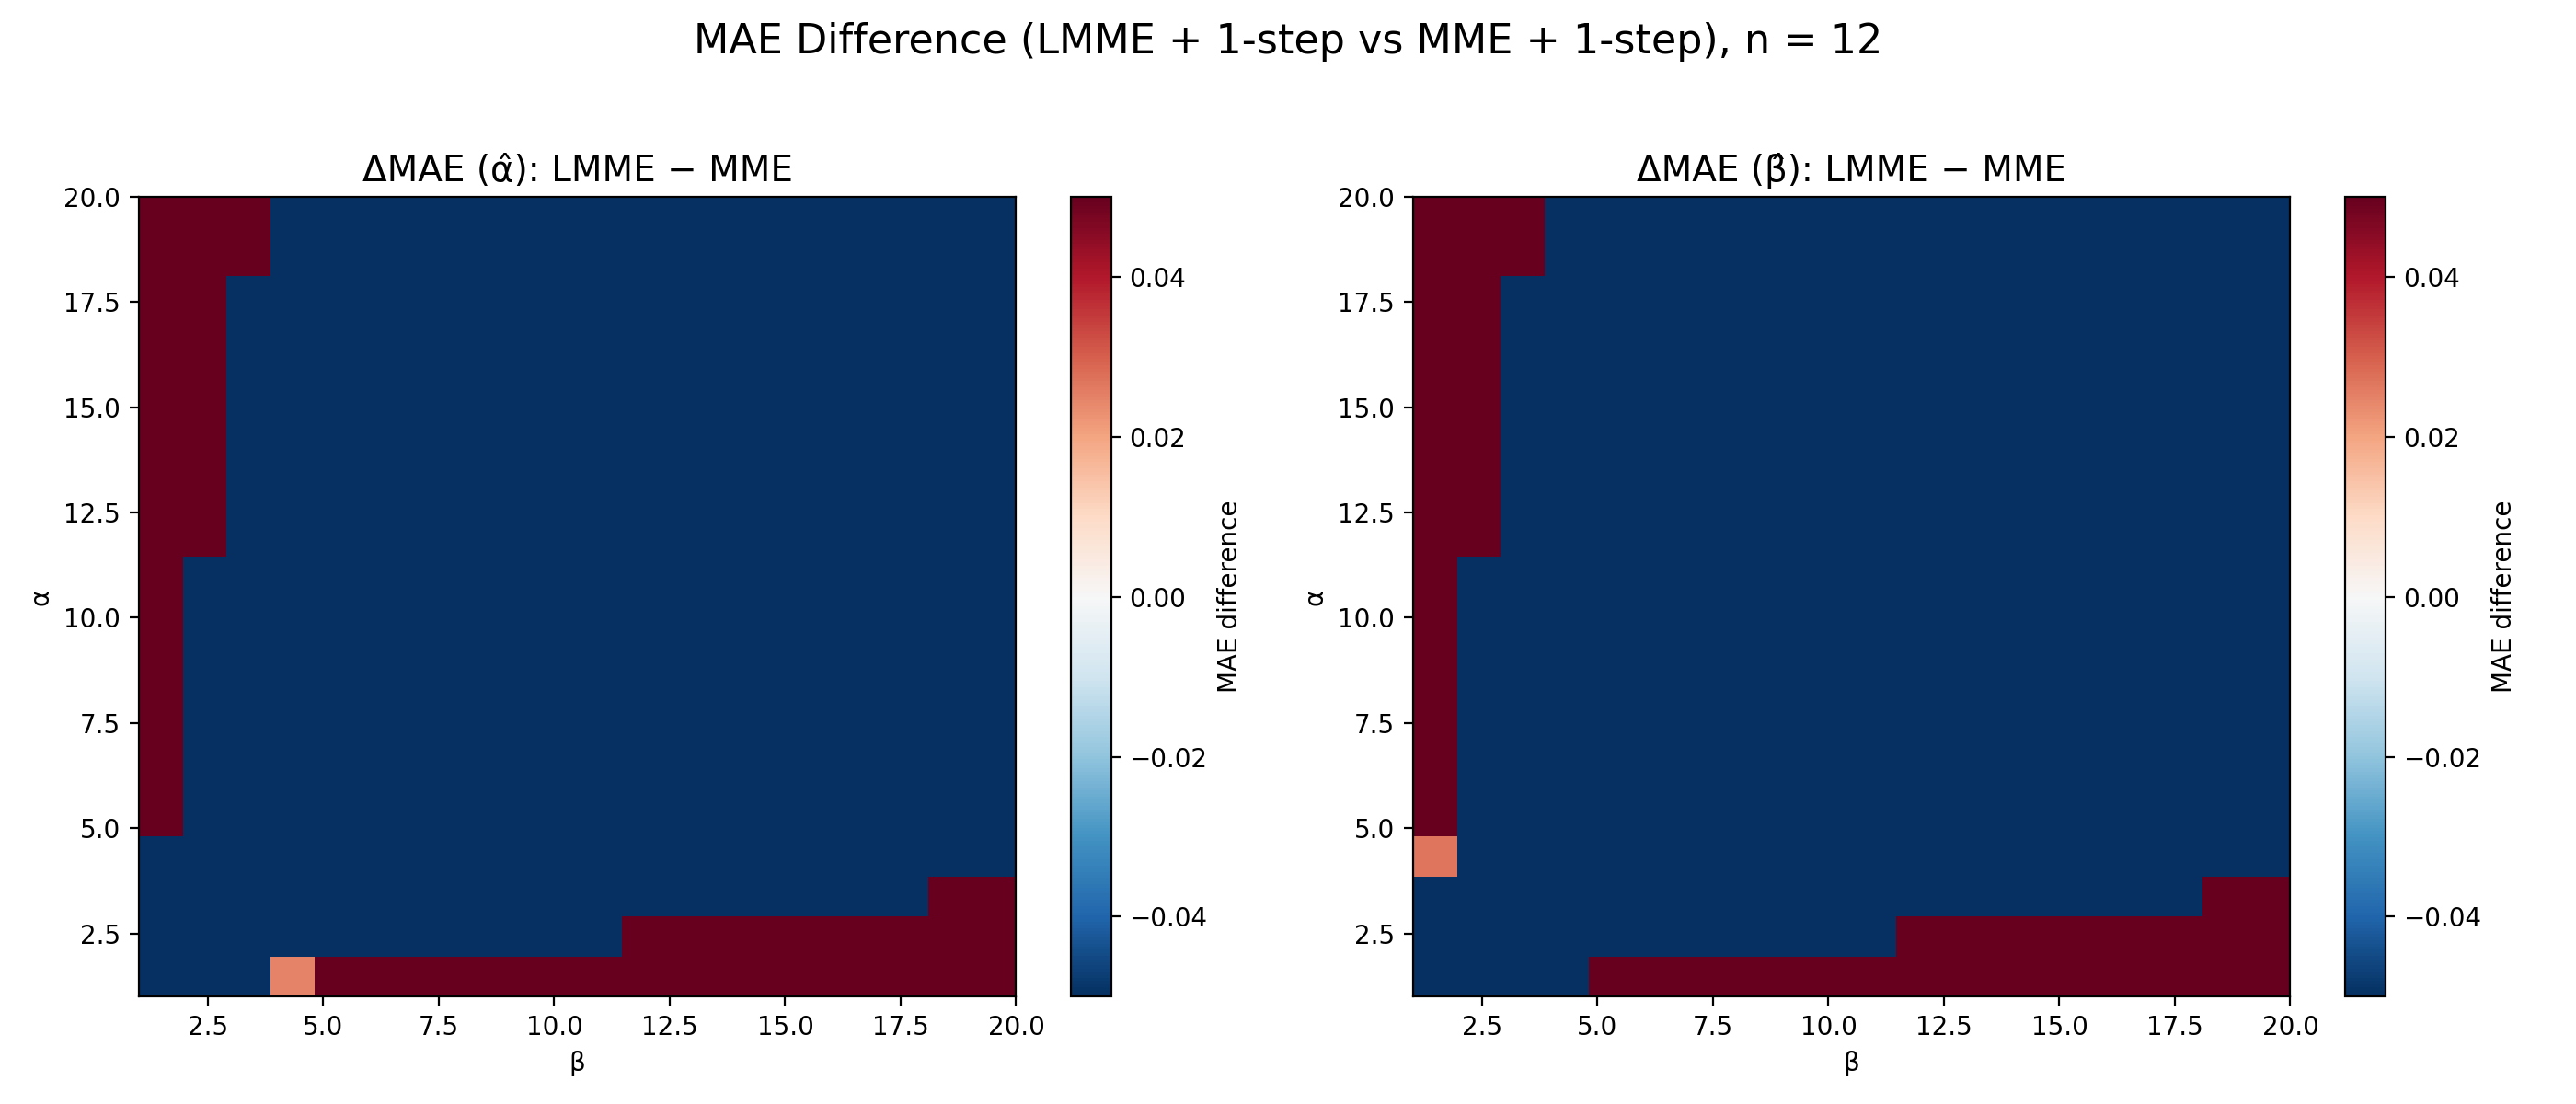 MAE Difference (LMME + 1-step vs MME + 1-step), n = 12
ΔMAE (α̂): LMME − MME
20.0
17.5
15.0
12.5
10.0
7.5
5.0
2.5
α
2.5 5.0 7.5 10.0 12.5 15.0 17.5 20.0
β
0.04
0.02
0.00
−0.02
−0.04
MAE difference
ΔMAE (β̂): LMME − MME
20.0
17.5
15.0
12.5
10.0
7.5
5.0
2.5
α
2.5 5.0 7.5 10.0 12.5 15.0 17.5 20.0
β
0.04
0.02
0.00
−0.02
−0.04
MAE difference